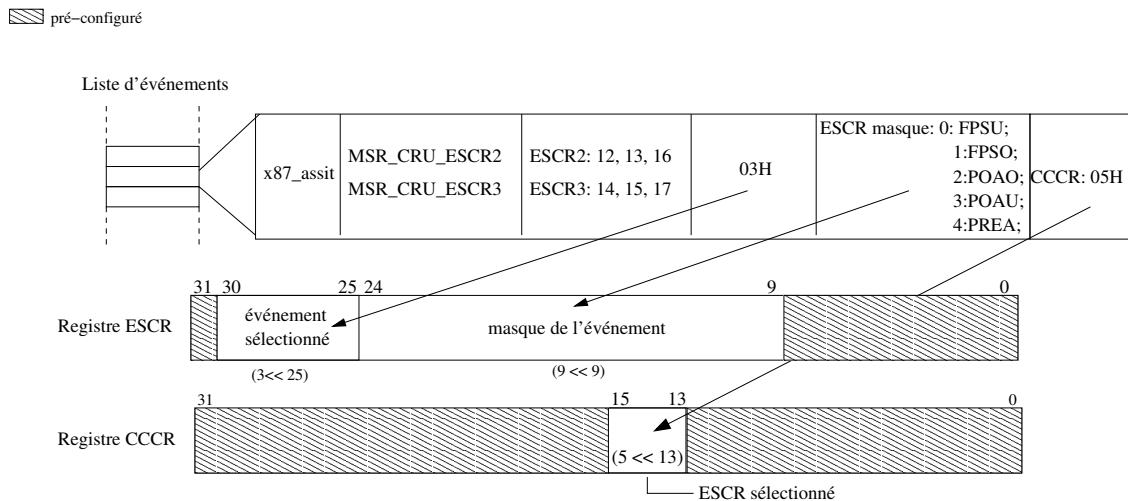 pré-configuré
Liste d'événements
x87_assit
MSR_CRU_ESCR2
MSR_CRU_ESCR3
ESCR2: 12, 13, 16
ESCR3: 14, 15, 17
03H
ESCR masque: 0: FPSU;
1:FPSO;
2:POAO;
3:POAU;
4:PREA;
CCCR: 05H
31 30 25 24 9 0
Registre ESCR
événement
sélectionné
masque de l'événement
(3<< 25)
(9 << 9)
31 15 13 0
Registre CCCR
(5 << 13)
ESCR sélectionné